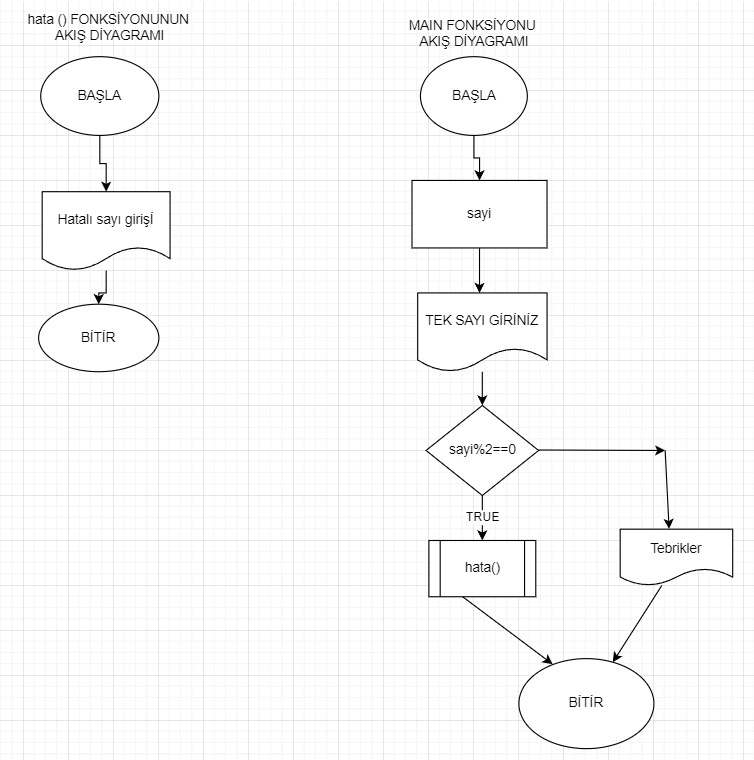 hata () FONKSİYONUNUN
AKIŞ DİYAGRAMI
BAŞLA
Hatalı sayı girişİ
BİTİR
MAIN FONKSİYONU
AKIŞ DİYAGRAMI
BAŞLA
sayi
TEK SAYI GİRİNİZ
sayi%2==0
TRUE
hata()
Tebrikler
BİTİR